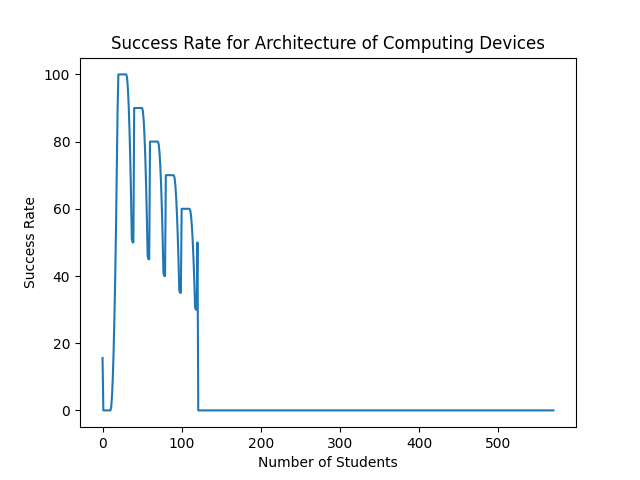 Success Rate for Architecture of Computing Devices
100
80
60
40
20
0
Success Rate
0 100 200 300 400 500
Number of Students